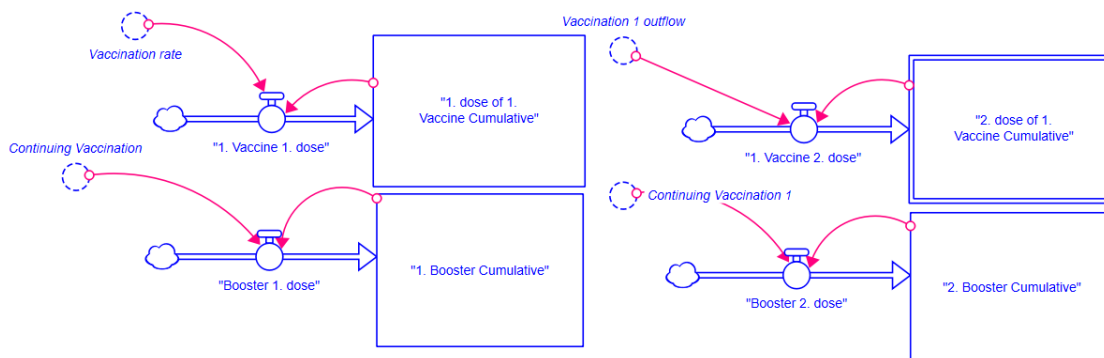 Vaccination 1 outflow
Vaccination rate
"1. dose of 1.
Vaccine Cumulative"
"2. dose of 1.
Vaccine Cumulative"
"1. Vaccine 1. dose"
Continuing Vaccination
"1. Vaccine 2. dose"
Continuing Vaccination 1
"1. Booster Cumulative"
"2. Booster Cumulative"
"Booster 1. dose"
"Booster 2. dose"